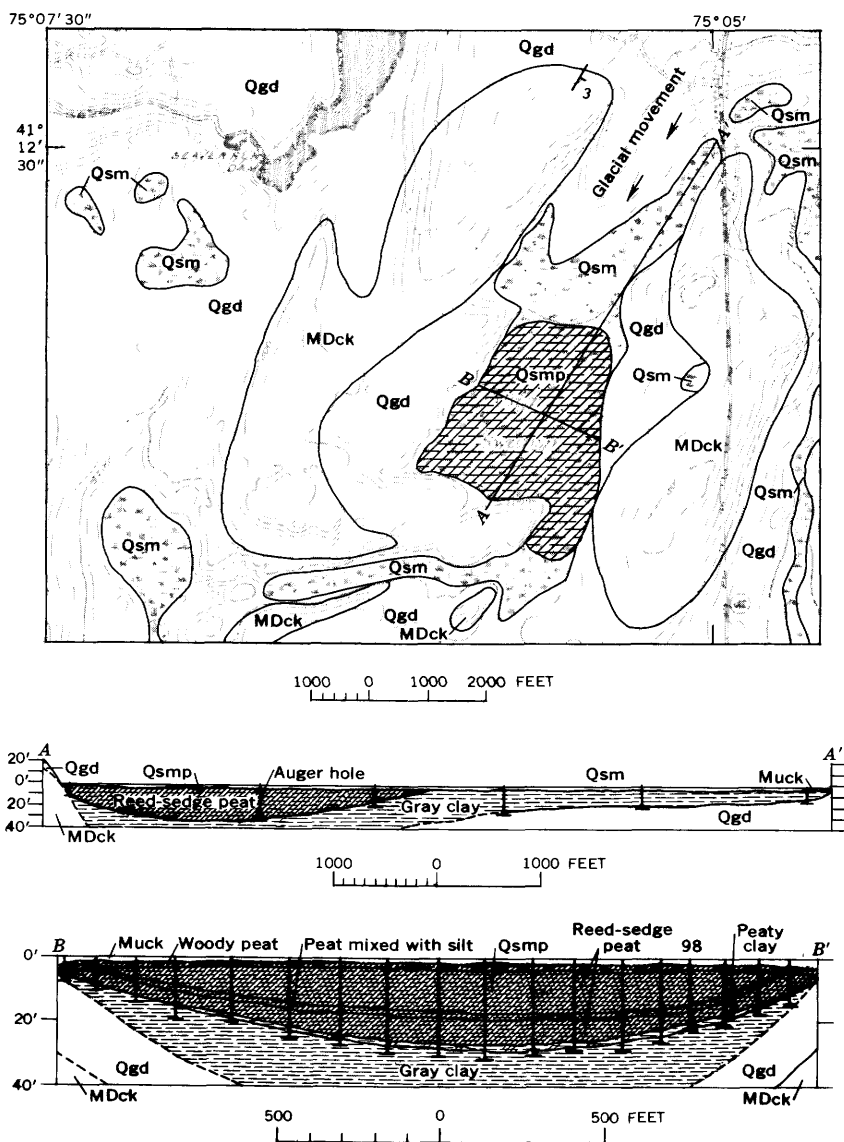 75°07'30"
75°05'
Qgd
Qgd
3
Glacial movement
A'
Qsm
41°
12'
30"
Qsm
Qsm
Qsm
Qsm
Qgd
MDck
Qgd
Qsmp
Qsm
B
Qgd
B'
MDck
A
Qsm
Qsm
Qsm
Qgd
MDck
Qgd
MDck
1000 0 1000 2000 FEET
A
A'
20'
Qgd
Qsmp
Auger hole
Qsm
Muck
0'
20'
Reed-sedge peat
Gray clay
Qgd
40'
MDck
1000 0 1000 FEET
B
Muck
Woody peat
Peat mixed with silt
Qsmp
Reed-sedge peat
98
Peaty clay
B'
0'
20'
Qgd
Gray clay
Qgd
40'
MDck
MDck
500 0 500 FEET